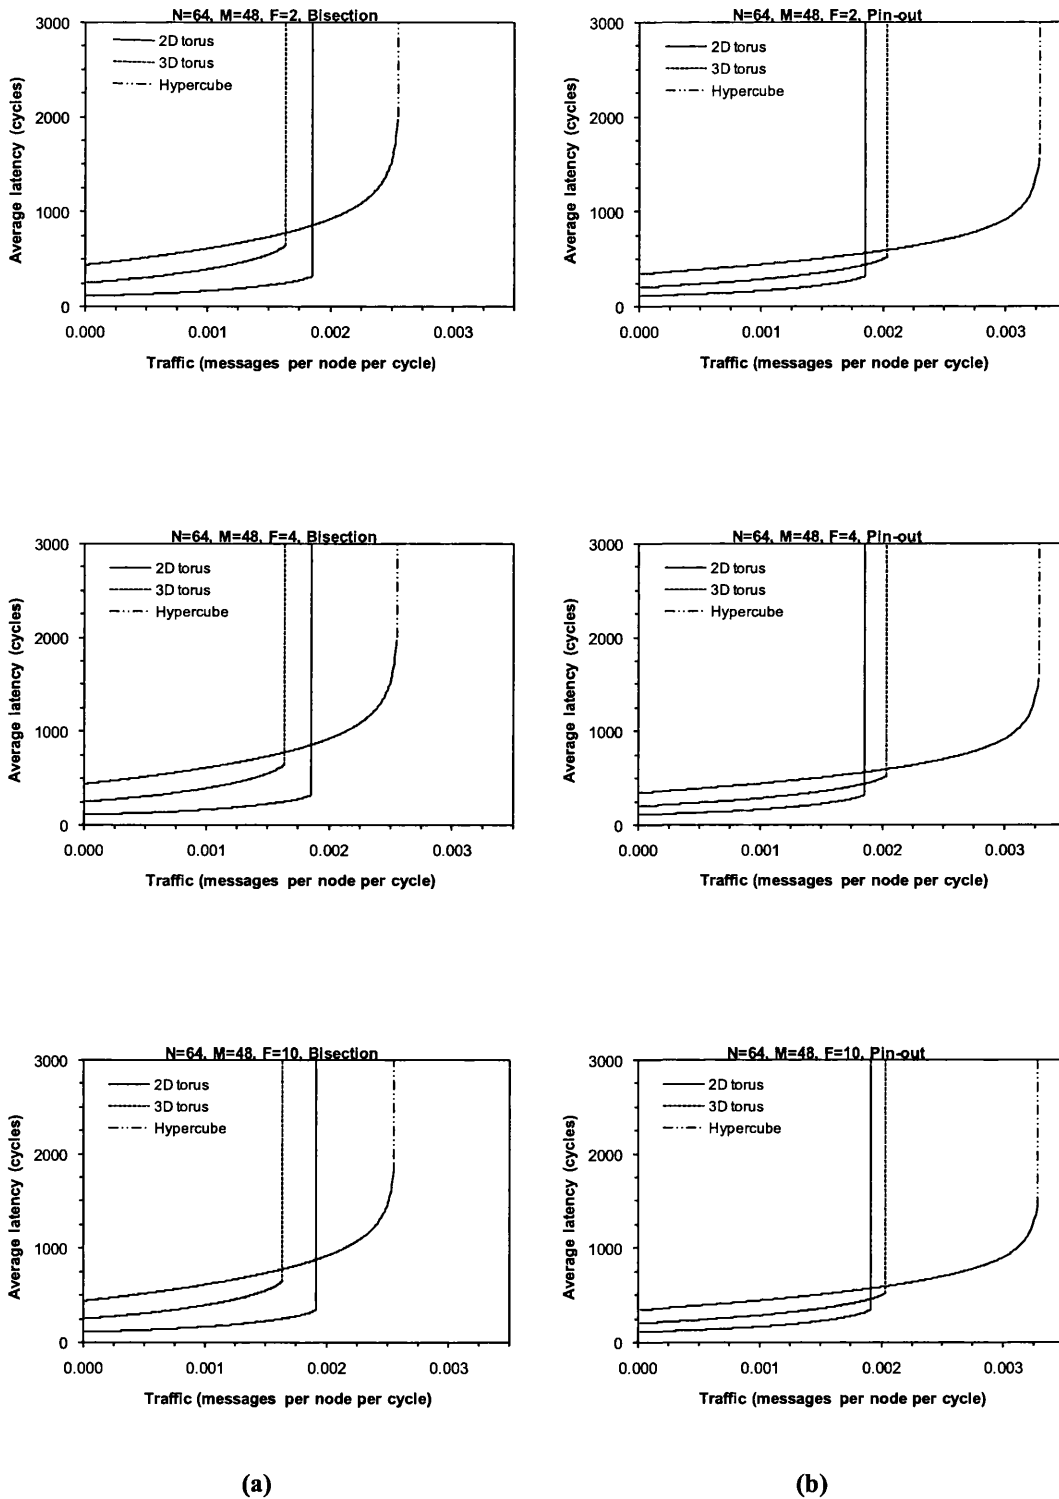 N=64, M=48, F=2, Bisection
3000
2D torus
3D torus
Hypercube
2000
1000
0
Average latency (cycles)
0.000 0.001 0.002 0.003
Traffic (messages per node per cycle)
N=64, M=48, F=2, Pin-out
3000
2D torus
3D torus
Hypercube
2000
1000
0
Average latency (cycles)
0.000 0.001 0.002 0.003
Traffic (messages per node per cycle)
N=64, M=48, F=4, Bisection
3000
2D torus
3D torus
Hypercube
2000
1000
0
Average latency (cycles)
0.000 0.001 0.002 0.003
Traffic (messages per node per cycle)
N=64, M=48, F=4, Pin-out
3000
2D torus
3D torus
Hypercube
2000
1000
0
Average latency (cycles)
0.000 0.001 0.002 0.003
Traffic (messages per node per cycle)
N=64, M=48, F=10, Bisection
3000
2D torus
3D torus
Hypercube
2000
1000
0
Average latency (cycles)
0.000 0.001 0.002 0.003
Traffic (messages per node per cycle)
N=64, M=48, F=10, Pin-out
3000
2D torus
3D torus
Hypercube
2000
1000
0
Average latency (cycles)
0.000 0.001 0.002 0.003
Traffic (messages per node per cycle)
(a)
(b)